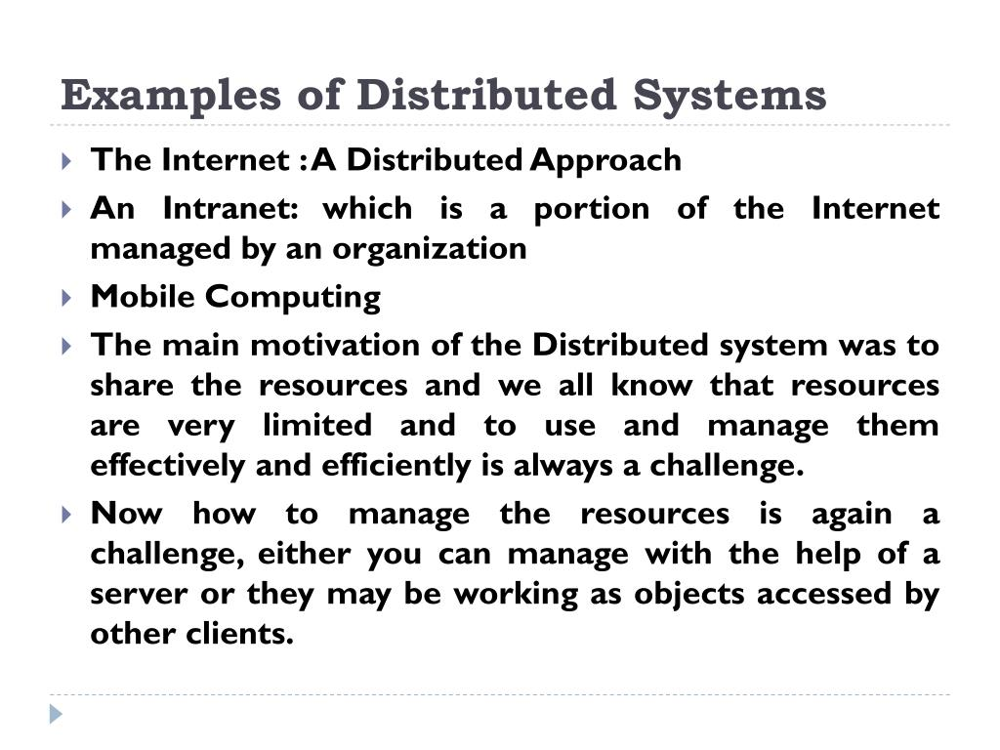 Examples of Distributed Systems
The Internet : A Distributed Approach
An Intranet: which is a portion of the Internet
managed by an organization
Mobile Computing
The main motivation of the Distributed system was to
share the resources and we all know that resources
are very limited and to use and manage them
effectively and efficiently is always a challenge.
Now how to manage the resources is again a
challenge, either you can manage with the help of a
server or they may be working as objects accessed by
other clients.